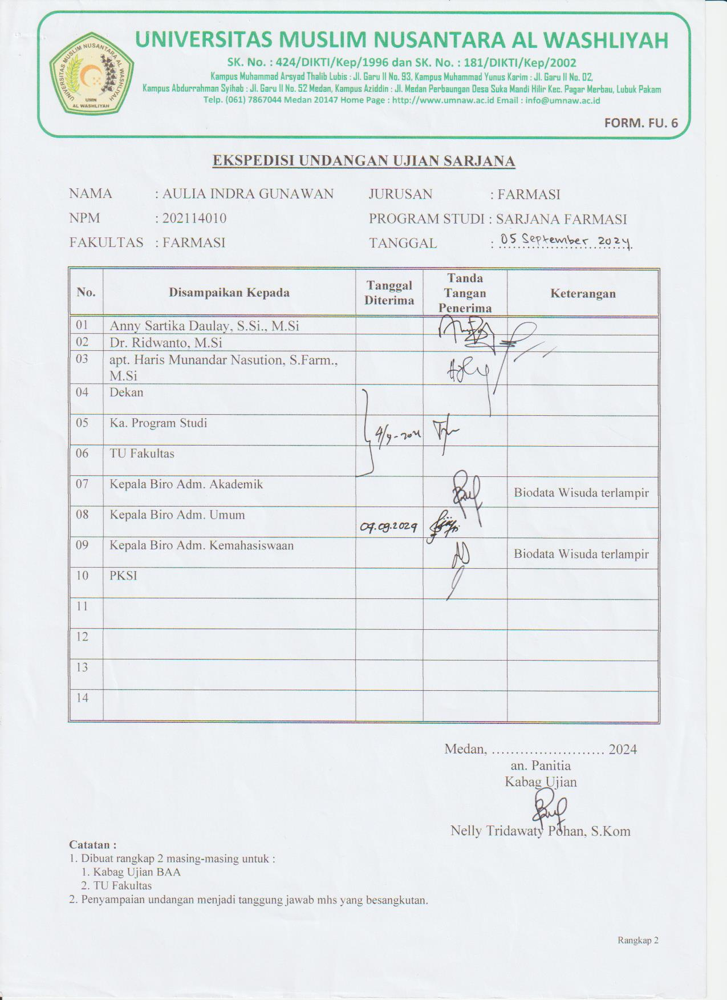 UNIVERSITAS MUSLIM NUSANTARA AL WASHLIYAH
SK. No. : 424/DIKTI/Kep/1996 dan SK. No. : 181/DIKTI/Kep/2002
Kampus Muhammad Arsyad Thalib Lubis : Jl. Garu II No. 93, Kampus Muhammad Yunus Karim : Jl. Garu II No. 02,
Kampus Abdurrahman Syihab : Jl. Garu II No. 52 Medan, Kampus Aziddin : Jl. Medan Perbaungan Desa Suka Mandi Hilir Kec. Pagar Merbau, Lubuk Pakam
Telp. (061) 7867044 Medan 20147 Home Page : http://www.umnaw.ac.id Email : info@umnaw.ac.id
UNIVERSITAS MUSLIM NUSANTARA AL WASHLIYAH
UMN
AL WASHLIYAH
FORM. FU. 6
EKSPEDISI UNDANGAN UJIAN SARJANA
NAMA : AULIA INDRA GUNAWAN JURUSAN : FARMASI
NPM : 202114010 PROGRAM STUDI : SARJANA FARMASI
FAKULTAS : FARMASI TANGGAL : 05 September 2024
No. Disampaikan Kepada Tanggal Diterima Tanda Tangan Penerima Keterangan
01 Anny Sartika Daulay, S.Si., M.Si
02 Dr. Ridwanto, M.Si
03 apt. Haris Munandar Nasution, S.Farm.,
M.Si
04 Dekan
05 Ka. Program Studi
06 TU Fakultas
07 Kepala Biro Adm. Akademik Biodata Wisuda terlampir
08 Kepala Biro Adm. Umum
09 Kepala Biro Adm. Kemahasiswaan Biodata Wisuda terlampir
10 PKSI
11
12
13
14
Medan, ........................ 2024
an. Panitia
Kabag Ujian
Nelly Tridawaty Pohan, S.Kom
Catatan :
1. Dibuat rangkap 2 masing-masing untuk :
1. Kabag Ujian BAA
2. TU Fakultas
2. Penyampaian undangan menjadi tanggung jawab mhs yang besangkutan.
Rangkap 2